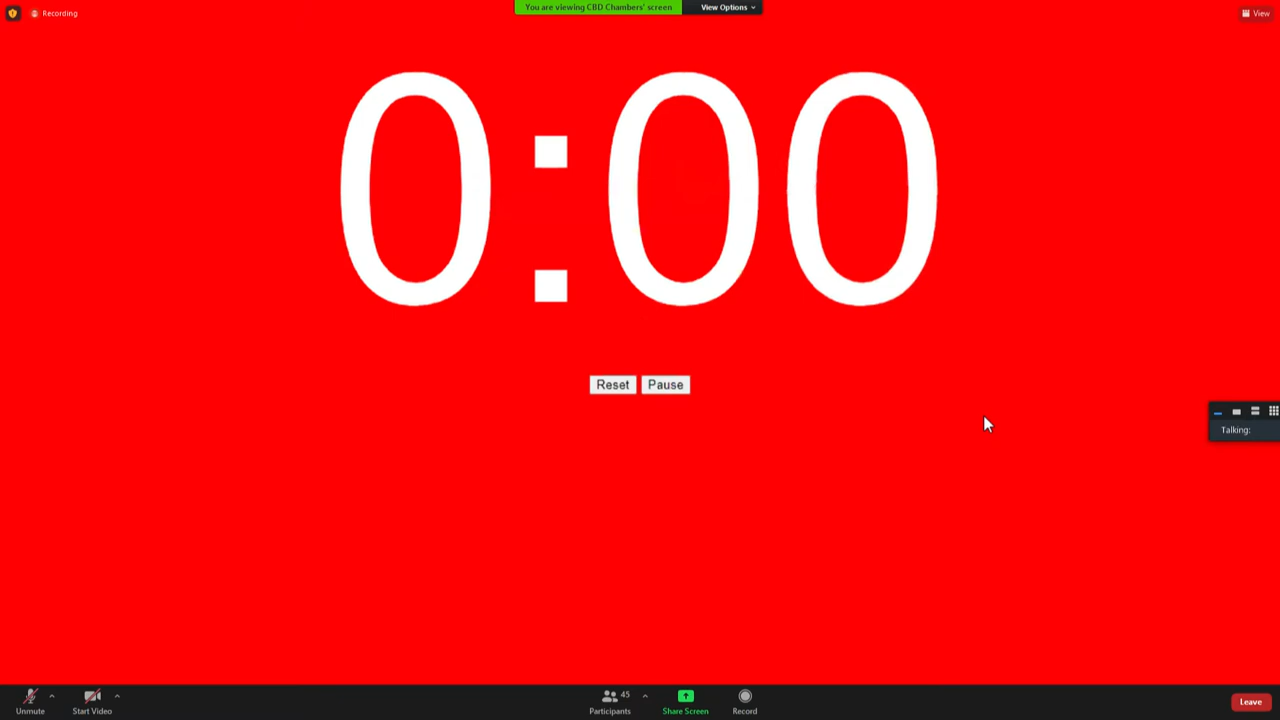 Recording
You are viewing CBD Chambers' screen
View Options
View
0:00
Reset
Pause
Talking:
Unmute
Start Video
45
Participants
Share Screen
Record
Leave